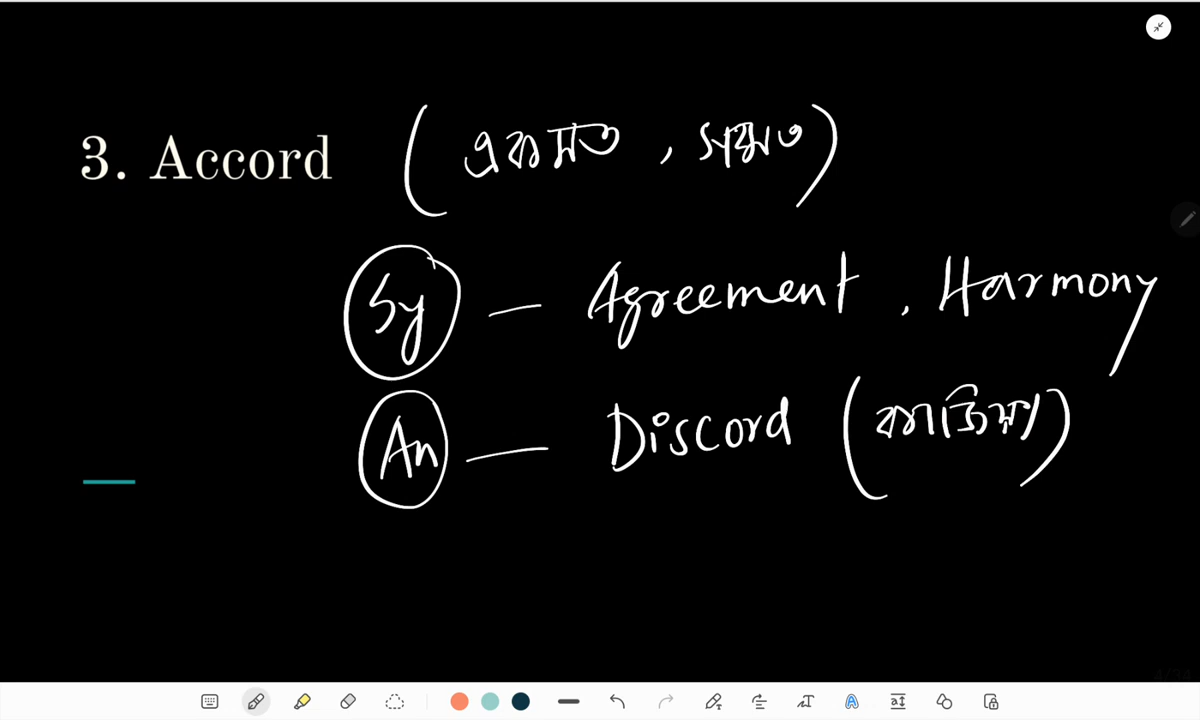 3. Accord (একমত, সম্মত)
Sy — Agreement, Harmony
An — Discord (কাজিয়া)